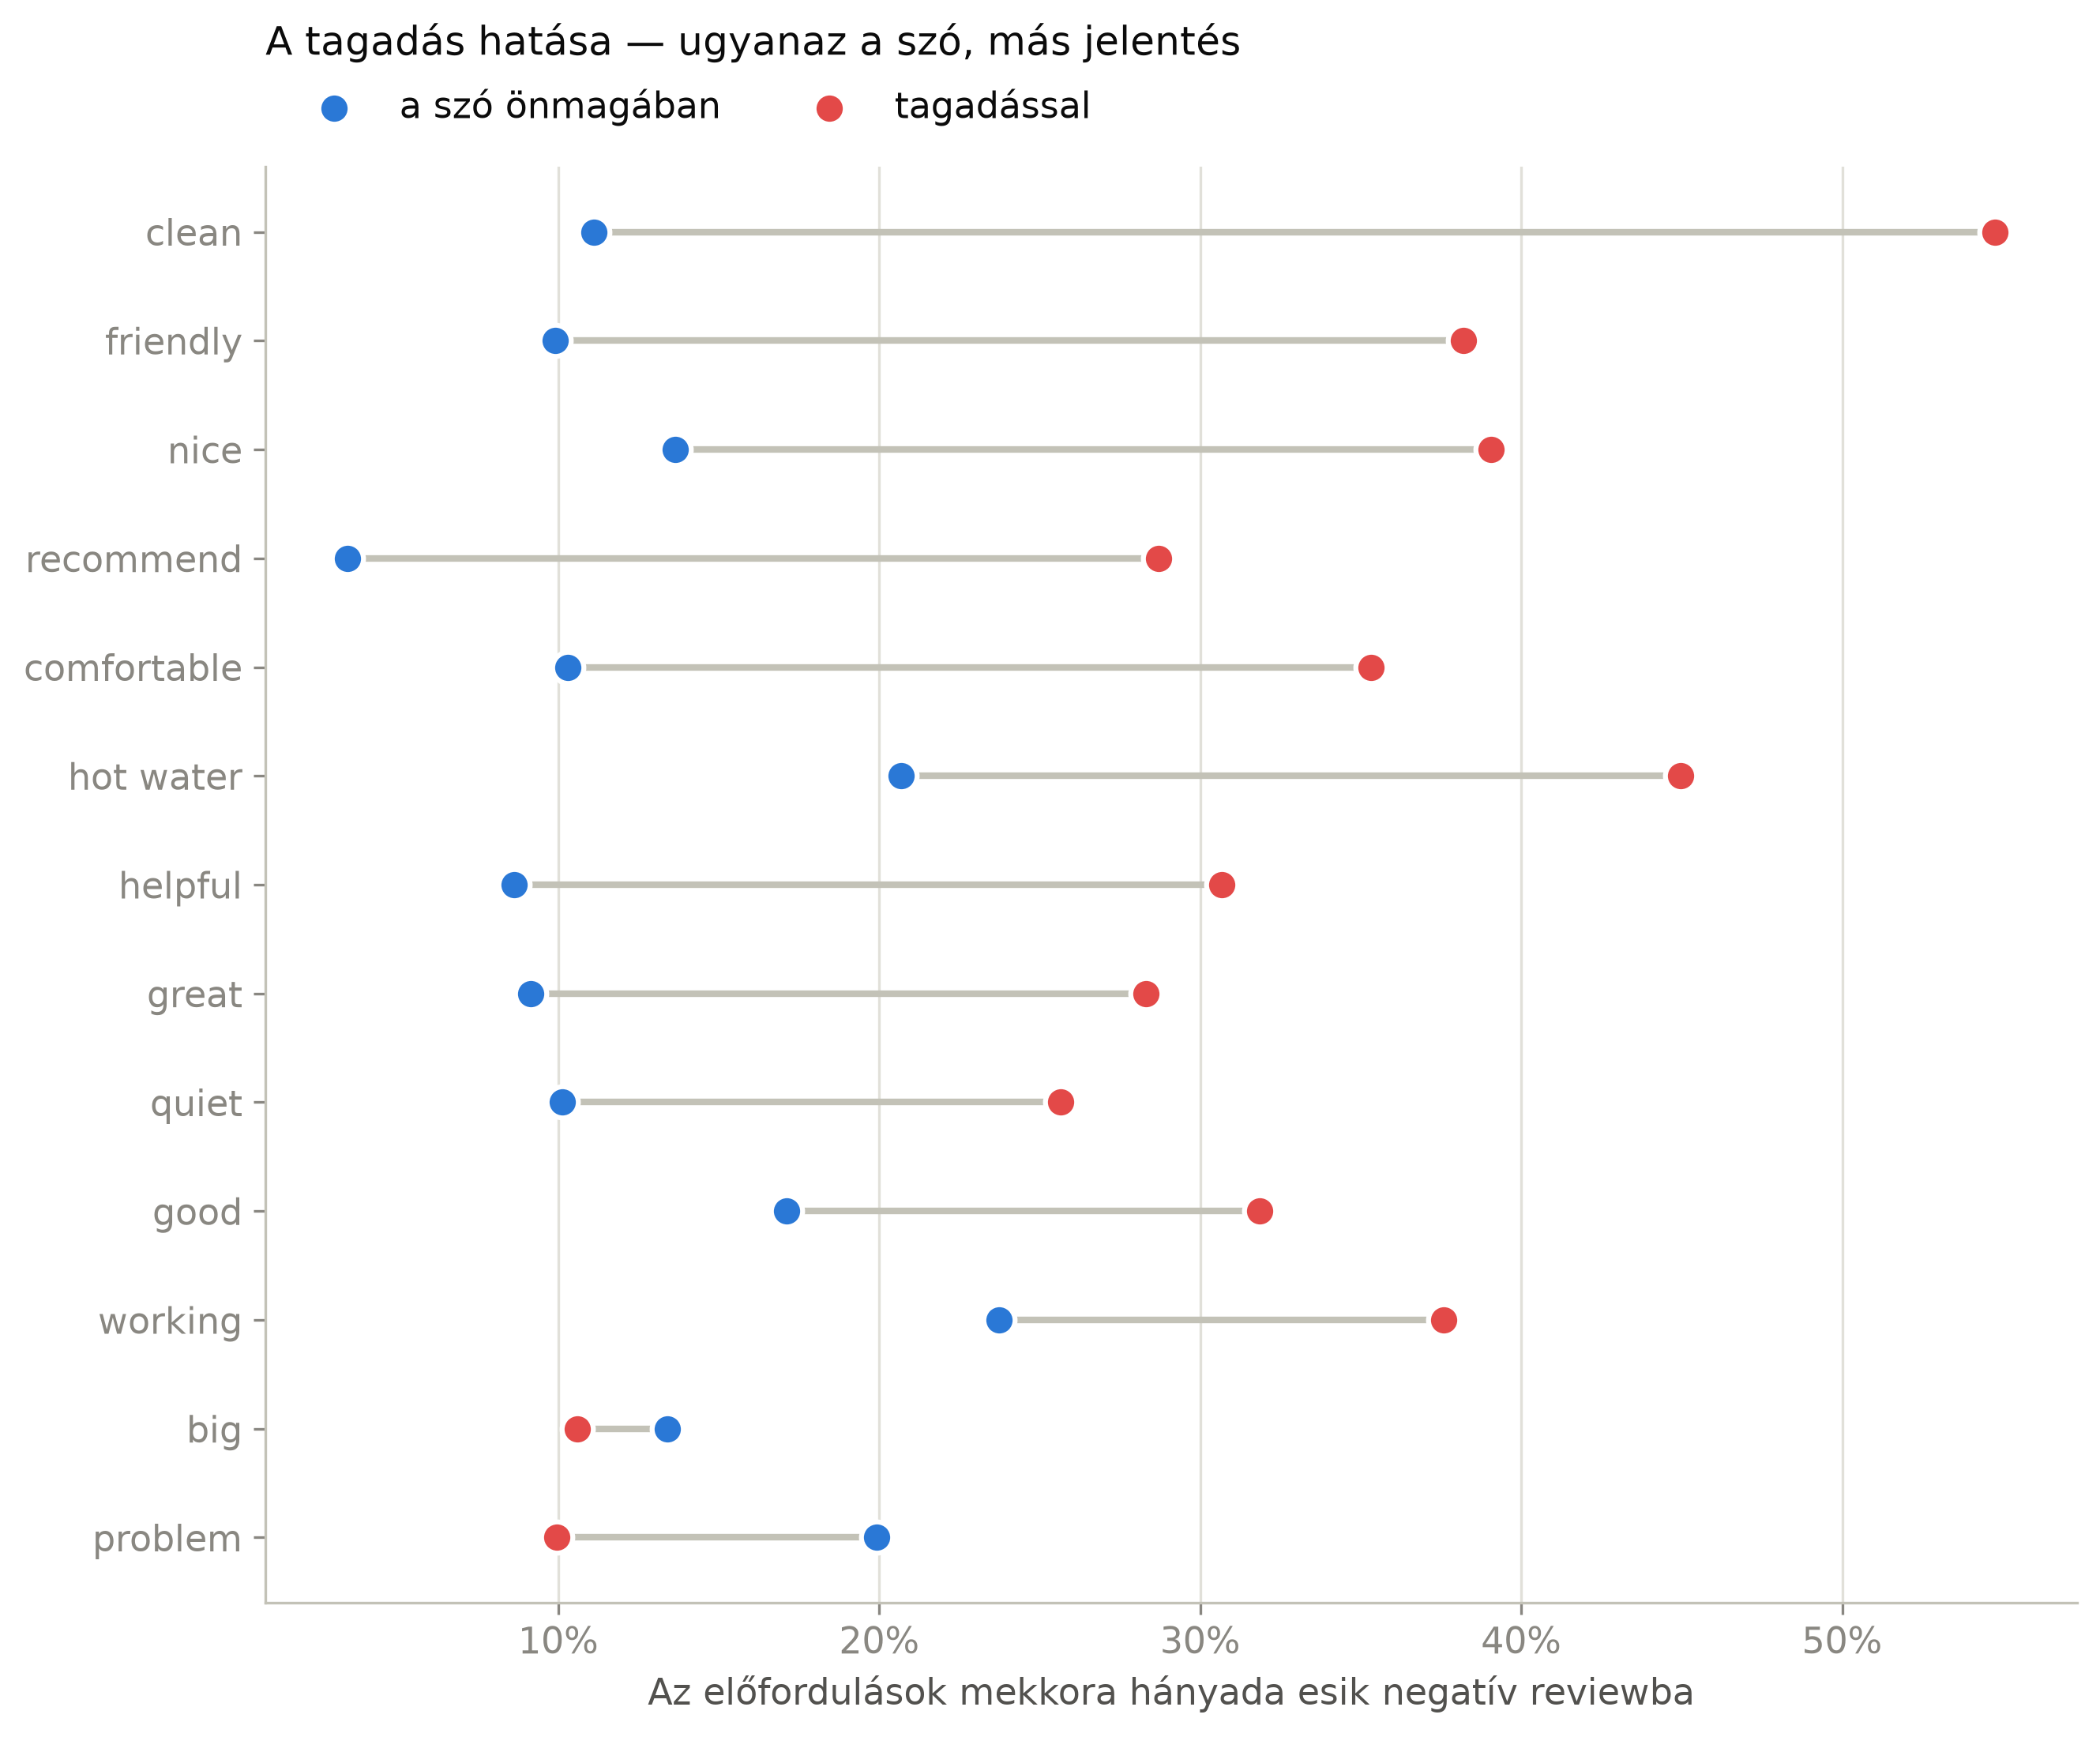 A tagadás hatása — ugyanaz a szó, más jelentés
a szó önmagában tagadással
clean
friendly
nice
recommend
comfortable
hot water
helpful
great
quiet
good
working
big
problem
10% 20% 30% 40% 50%
Az előfordulások mekkora hányada esik negatív reviewba